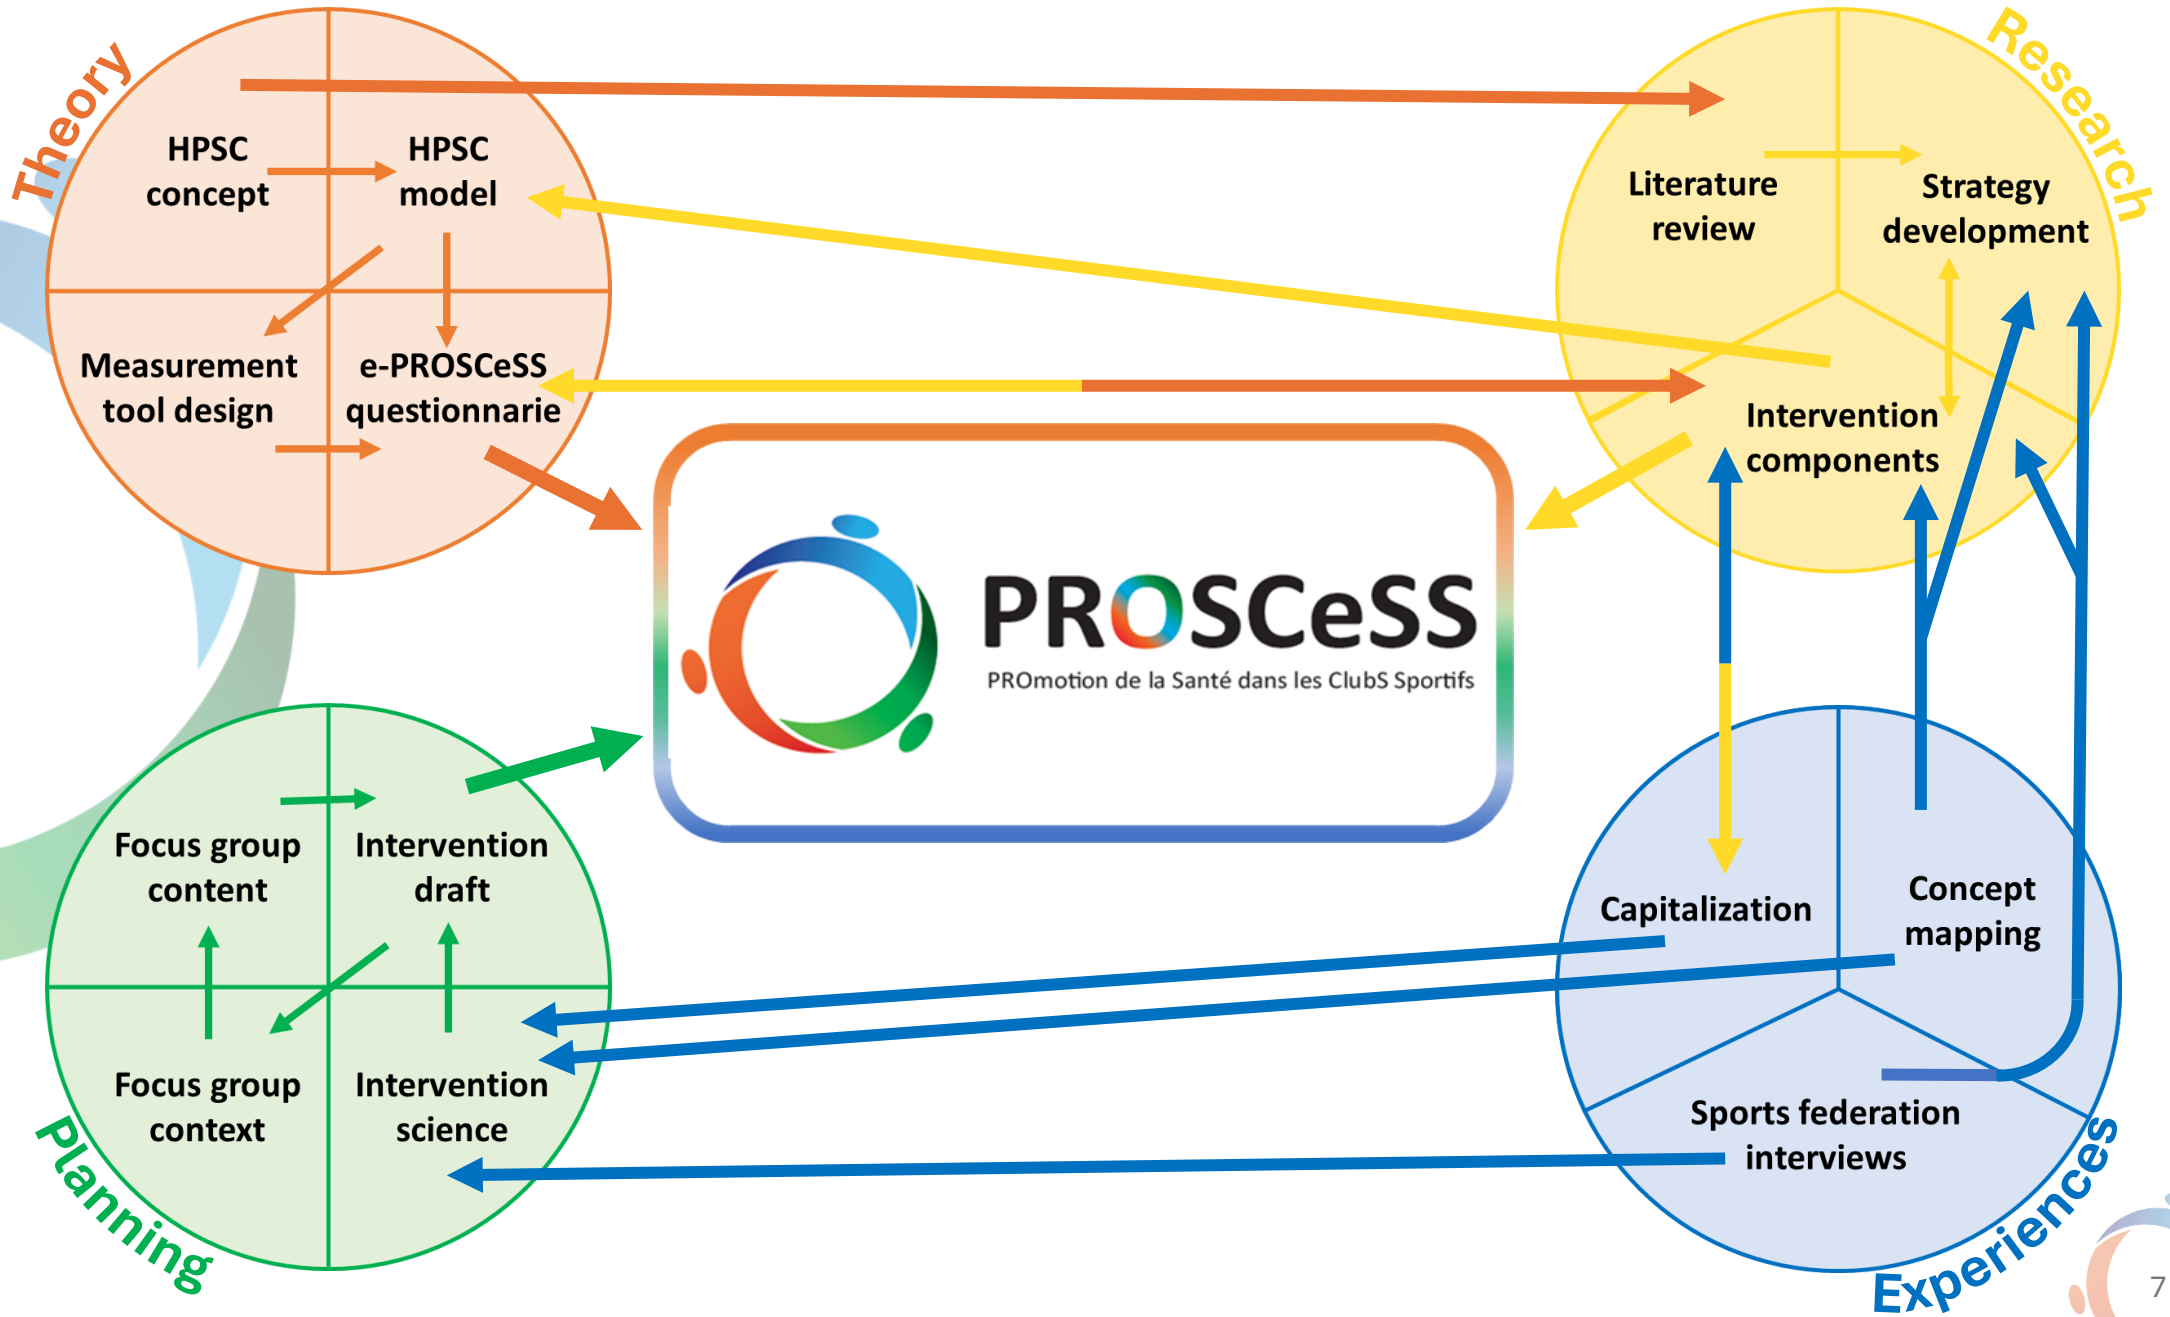 Theory
HPSC
concept
HPSC
model
Measurement
tool design
e-PROSCeSS
questionnarie
Research
Literature
review
Strategy
development
Intervention
components
PROSCeSS
PROmotion de la Santé dans les ClubS Sportifs
Planning
Focus group
content
Intervention
draft
Focus group
context
Intervention
science
Experiences
Capitalization
Concept
mapping
Sports federation
interviews
7